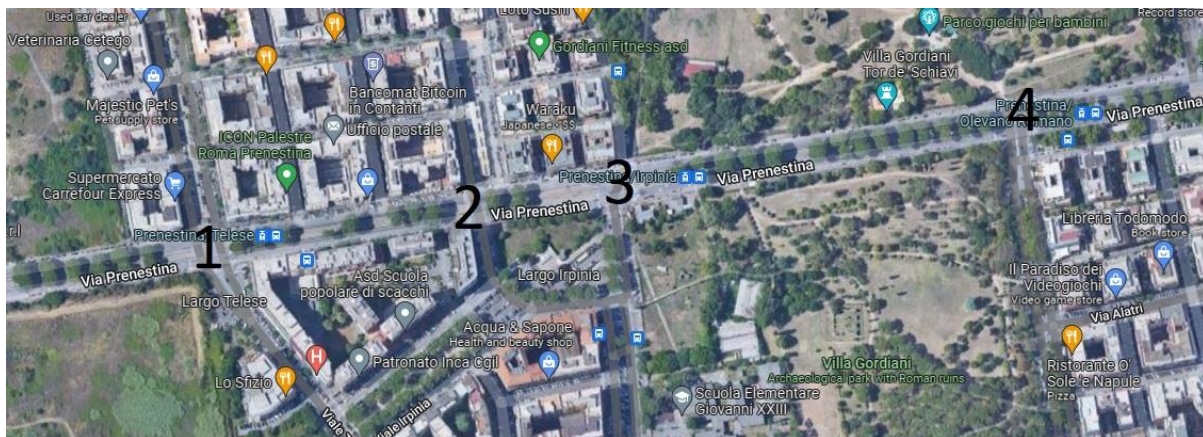 Used car dealer
Veterinaria Cetego
Majestic Pet's
Pet supply store
Supermercato
Carrefour Express
ICON Palestre
Roma Prenestina
Bancomat Bitcoin
in Contanti
Ufficio postale
Loto Sushi
Gordiani Fitness asd
Waraku
Japanese • $$
Parco giochi per bambini
Record store
Villa Gordiani
Tor de' Schiavi
Prenestina/
Olevano Romano
4
Via Prenestina
3
Prenestina/Irpinia
Via Prenestina
2
Via Prenestina
1
Prenestina/Telese
Via Prenestina
Largo Telese
Asd Scuola
popolare di scacchi
Largo Irpinia
Acqua & Sapone
Health and beauty shop
H
Patronato Inca Cgil
Lo Sfizio
Viale Irpinia
Scuola Elementare
Giovanni XXIII
Villa Gordiani
Archaeological park with Roman ruins
Libreria Todomodo
Book store
Il Paradiso dei
Videogiochi
Video game store
Via Alatri
Ristorante O'
Sole 'e Napule
Pizza